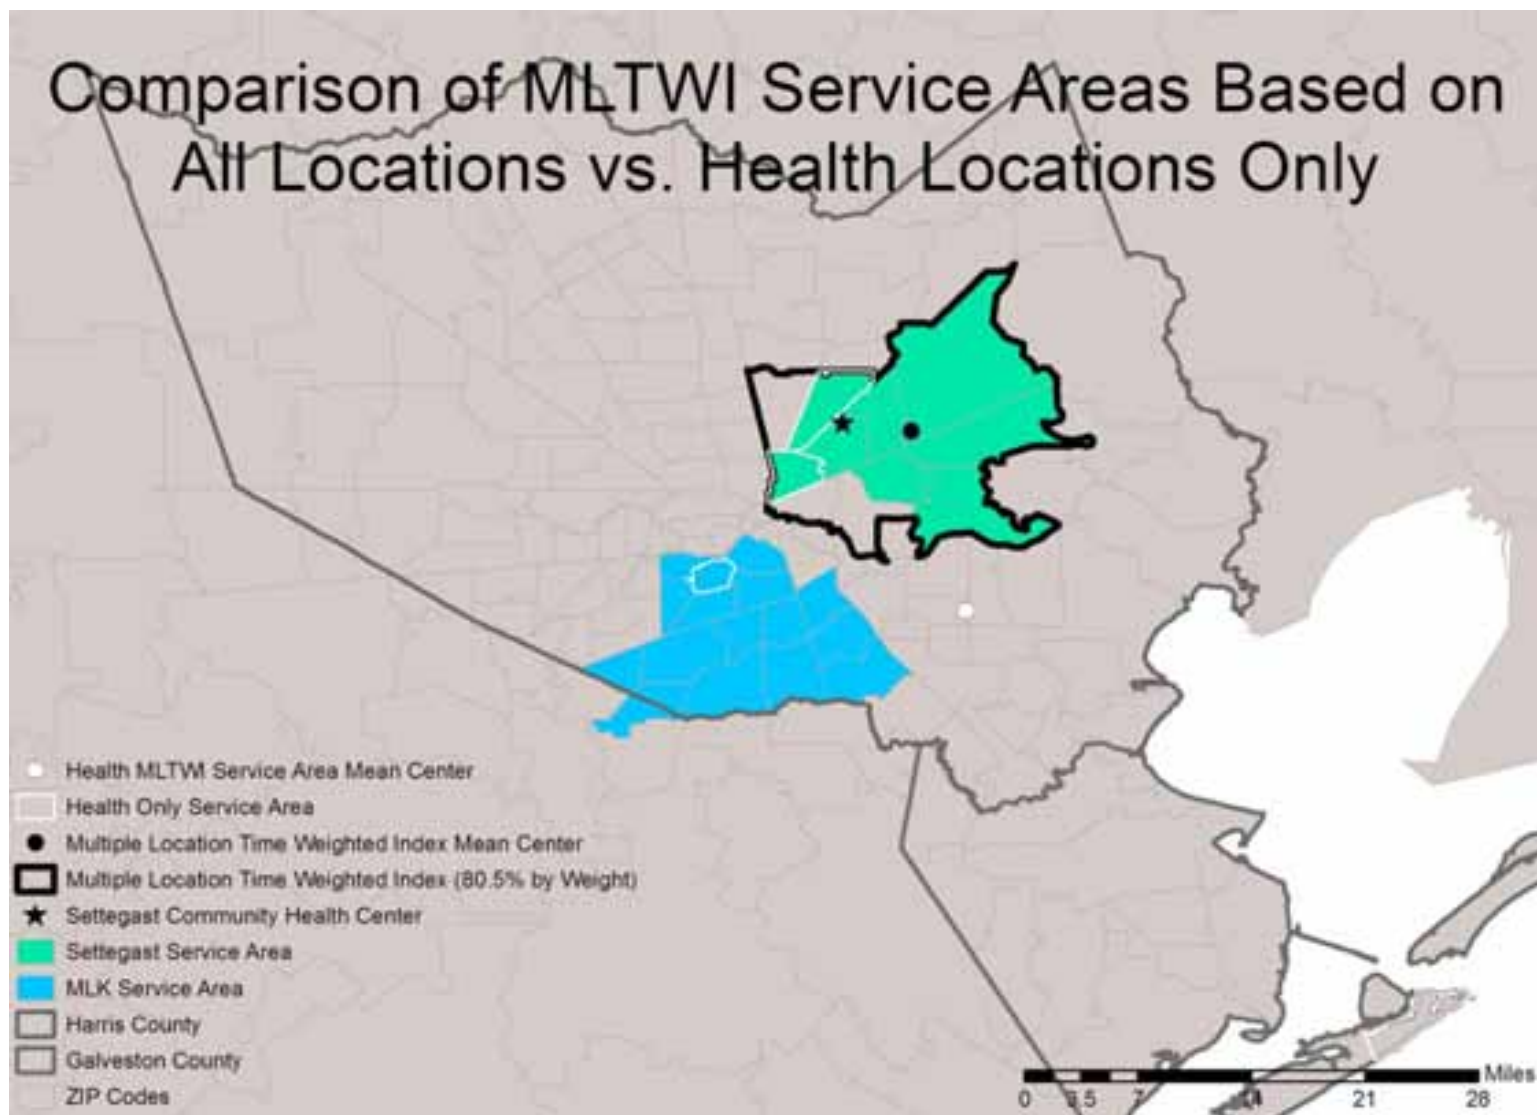 Comparison of MLTWI Service Areas Based on
All Locations vs. Health Locations Only
Health MLTWI Service Area Mean Center
Health Only Service Area
Multiple Location Time Weighted Index Mean Center
Multiple Location Time Weighted Index (80.5% by Weight)
Settegast Community Health Center
Settegast Service Area
MLK Service Area
Harris County
Galveston County
ZIP Codes
Miles
0 3.5 7 14 21 28